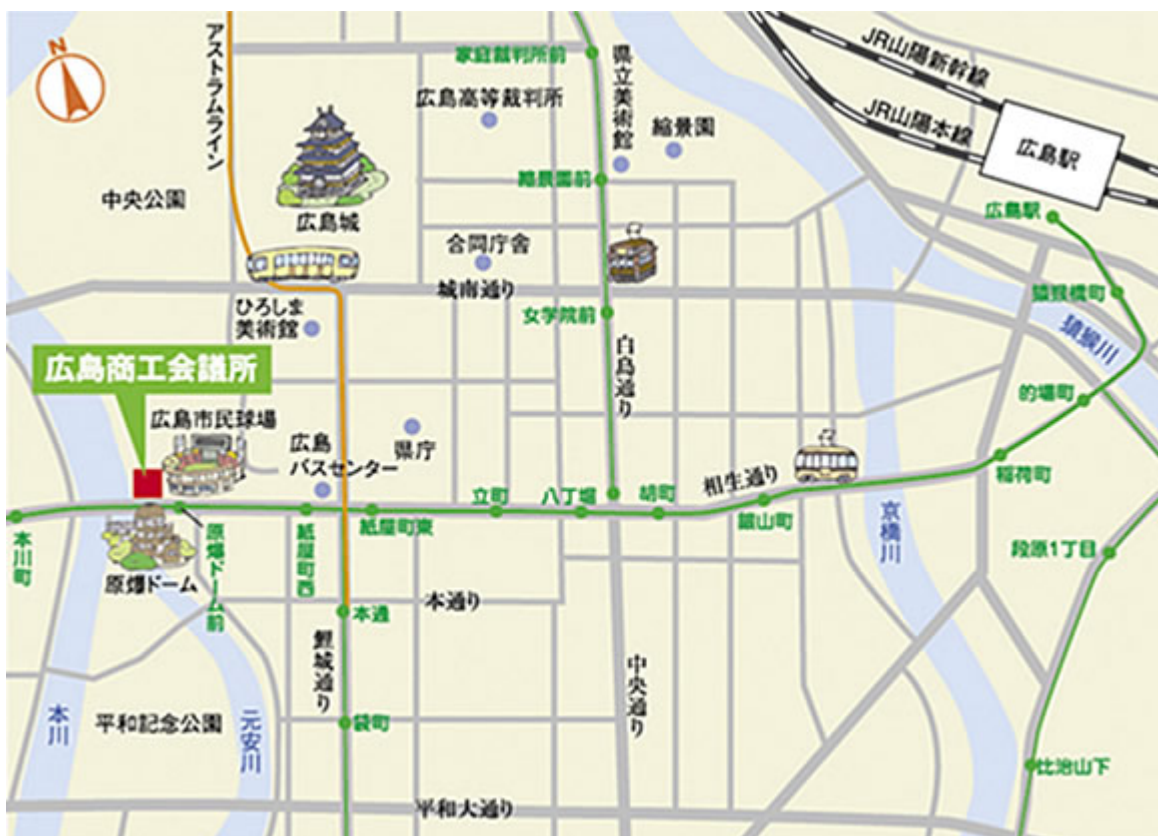 N
アストラムライン
家庭裁判所前
広島高等裁判所
県立美術館
縮景園
JR山陽新幹線
JR山陽本線
広島駅
中央公園
広島城
縮景園前
広島駅
合同庁舎
城南通り
猿猴橋町
ひろしま
美術館
女学院前
猿猴川
白島通り
広島商工会議所
広島市民球場
広島
バスセンター
県庁
的場町
相生通り
稲荷町
立町
八丁堀
胡町
銀山町
京橋川
紙屋町東
紙屋町西
原爆ドーム前
原爆ドーム
本川町
段原1丁目
本通り
本通
鯉城通り
中央通り
平和記念公園
本川
元安川
袋町
比治山下
平和大通り